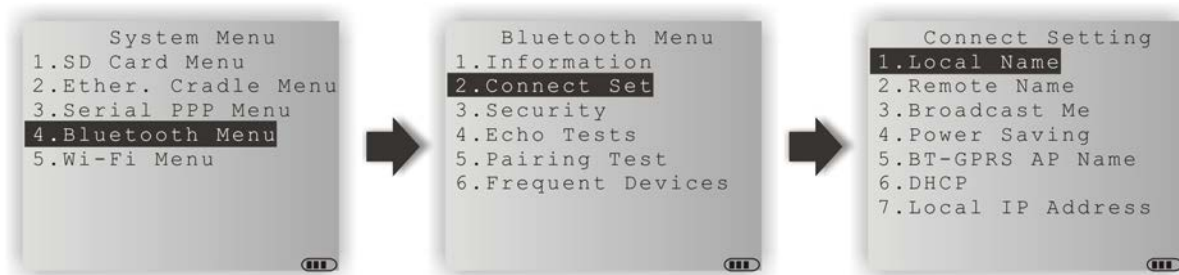 System Menu
1.SD Card Menu
2.Ether. Cradle Menu
3.Serial PPP Menu
4.Bluetooth Menu
5.Wi-Fi Menu
Bluetooth Menu
1.Information
2.Connect Set
3.Security
4.Echo Tests
5.Pairing Test
6.Frequent Devices
Connect Setting
1.Local Name
2.Remote Name
3.Broadcast Me
4.Power Saving
5.BT-GPRS AP Name
6.DHCP
7.Local IP Address